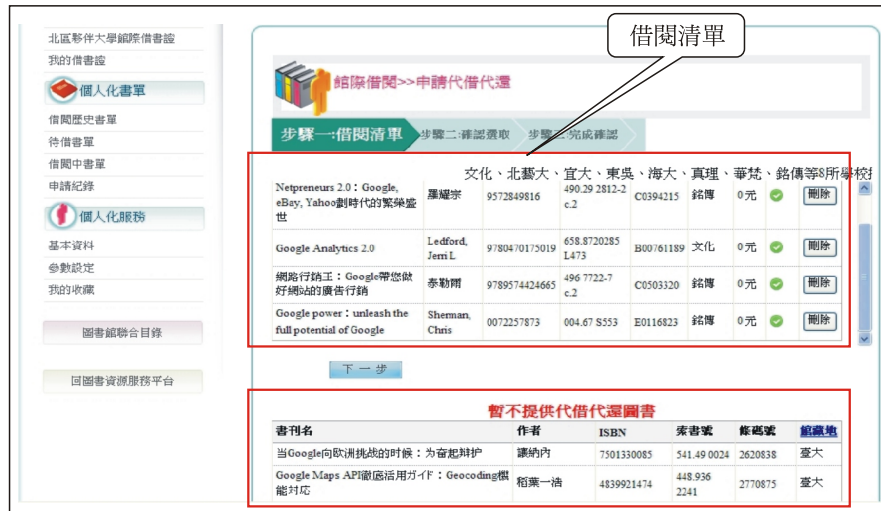 北區夥伴大學館際借書證
我的借書證
個人化書單
借閱歷史書單
待借書單
借閱中書單
申請紀錄
個人化服務
基本資料
參數設定
我的收藏
圖書館聯合目錄
回圖書資源服務平台
借閱清單
館際借閱>>申請代借代還
步驟一:借閱清單 步驟二:確認選取 步驟三:完成確認
文化、北藝大、宜大、東吳、海大、真理、華梵、銘傳等8所學校
Netpreneurs 2.0：Google, eBay, Yahoo劃時代的繁榮盛世 羅耀宗 9572849816 490.29 2812-2 c.2 C0394215 銘傳 0元 刪除
Google Analytics 2.0 Ledford, Jerri L. 9780470175019 658.8720285 L473 B00761189 文化 0元 刪除
網路行銷王：Google帶您做好網站的廣告行銷 泰勒爾 9789574424665 496 7722-7 c.2 C0503320 銘傳 0元 刪除
Google power：unleash the full potential of Google Sherman, Chris 0072257873 004.67 S553 E0116823 銘傳 0元 刪除
下一步
暫不提供代借代還圖書
書刊名 作者 ISBN 索書號 條碼號 館藏地
当Google向欧洲挑战的时候：为奋起辩护 讓納內 7501330085 541.49 0024 2620838 臺大
Google Maps API徹底活用ガイド：Geocoding機能対応 稻葉一浩 4839921474 448.936 2241 2770875 臺大